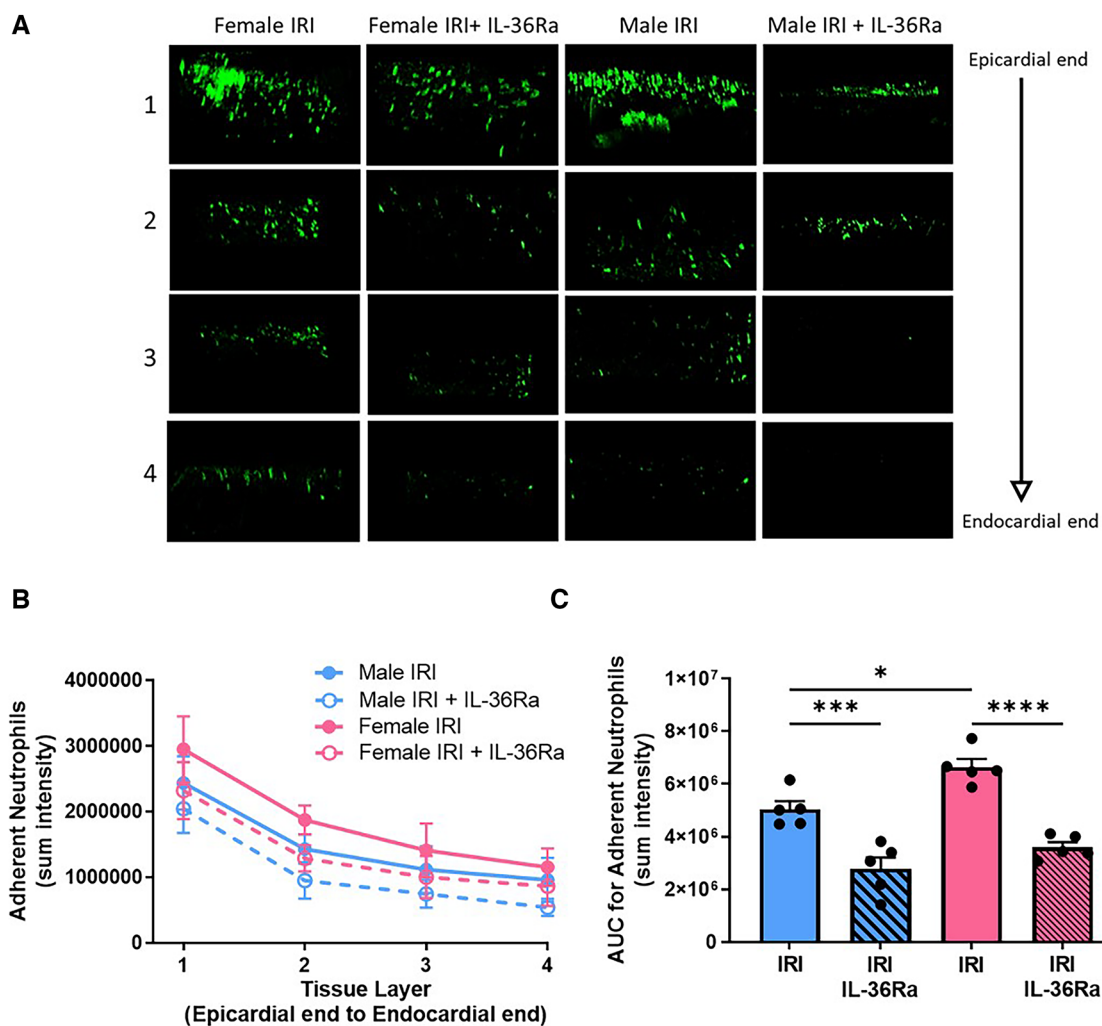 A
Female IRI
Female IRI+ IL-36Ra
Male IRI
Male IRI + IL-36Ra
Epicardial end
1
2
3
4
Endocardial end
B
Adherent Neutrophils
(sum intensity)
4000000
3000000
2000000
1000000
0
Male IRI
Male IRI + IL-36Ra
Female IRI
Female IRI + IL-36Ra
1
2
3
4
Tissue Layer
(Epicardial end to Endocardial end)
C
AUC for Adherent Neutrophils
(sum intensity)
1×10⁷
8×10⁶
6×10⁶
4×10⁶
2×10⁶
0
*
***
****
IRI
IRI
IL-36Ra
IRI
IRI
IL-36Ra